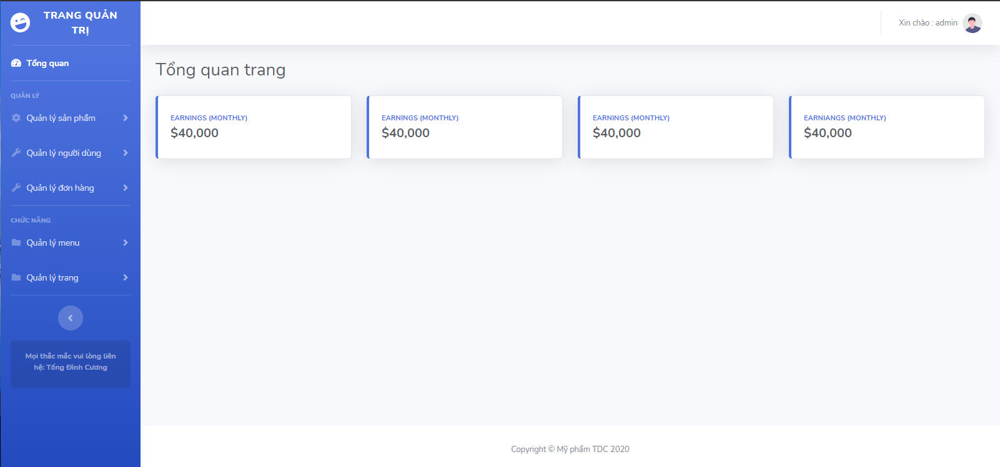 TRANG QUẢN
TRỊ
Tổng quan
QUẢN LÝ
Quản lý sản phẩm
Quản lý người dùng
Quản lý đơn hàng
CHỨC NĂNG
Quản lý menu
Quản lý trang
Mọi thắc mắc vui lòng liên
hệ: Tống Đình Cương
Xin chào : admin
Tổng quan trang
EARNINGS (MONTHLY)
$40,000
EARNINGS (MONTHLY)
$40,000
EARNINGS (MONTHLY)
$40,000
EARNIANGS (MONTHLY)
$40,000
Copyright © Mỹ phẩm TDC 2020